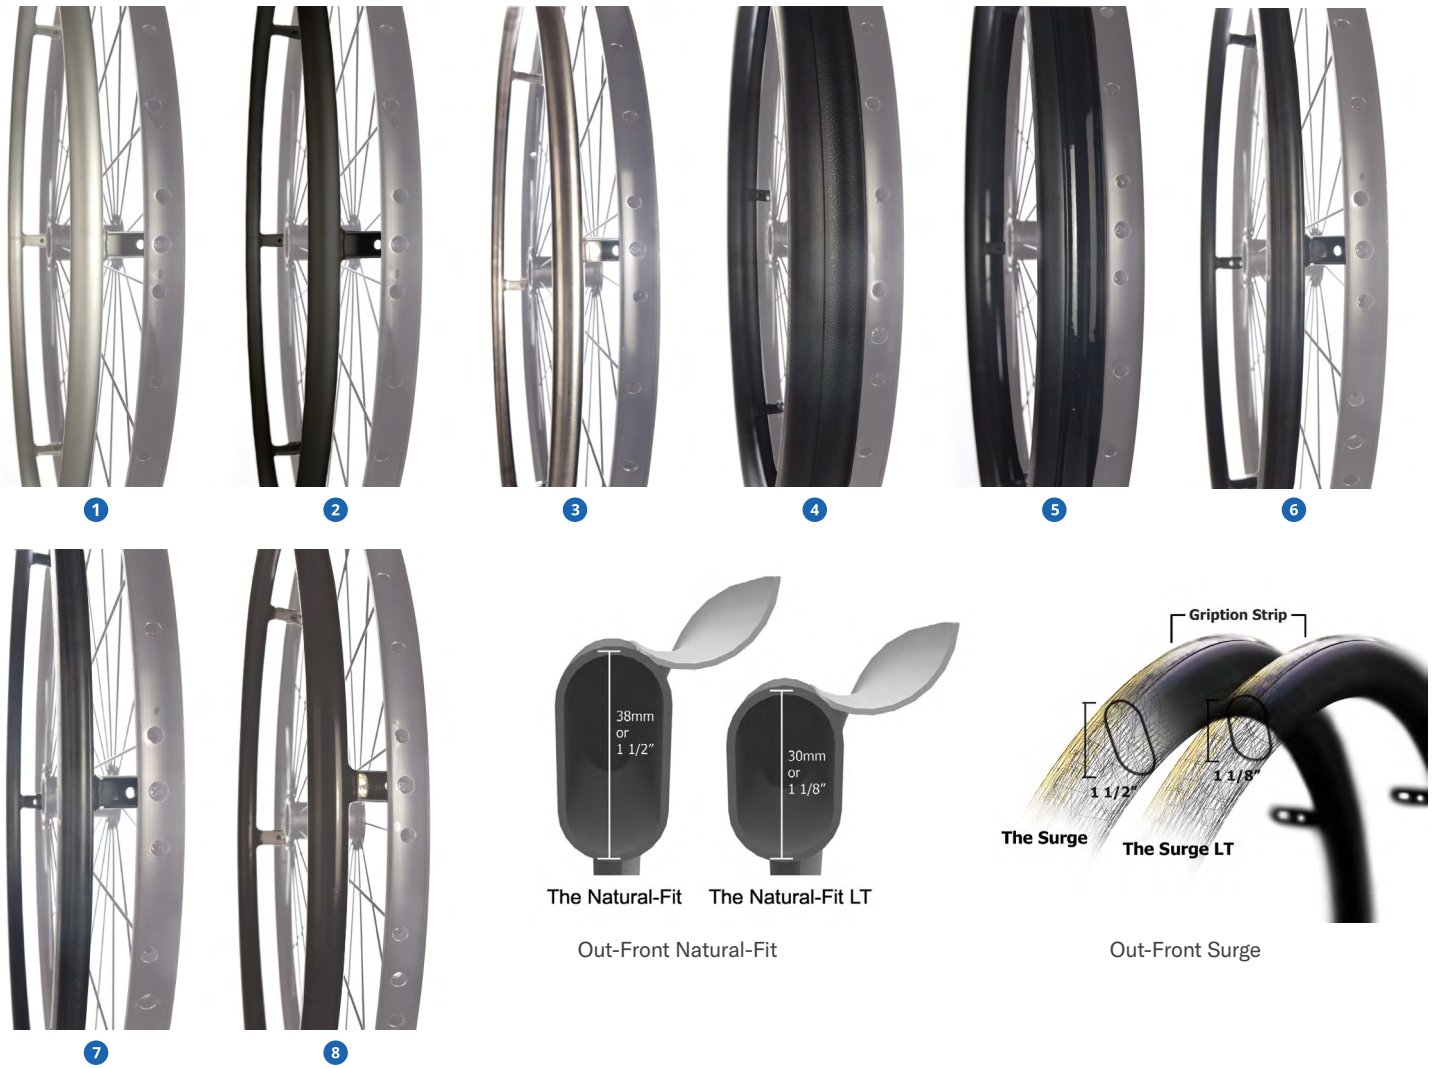 1
2
3
4
5
6
7
8
38mm
or
1 1/2"
30mm
or
1 1/8"
The Natural-Fit
The Natural-Fit LT
Out-Front Natural-Fit
Gription Strip
1 1/2"
1 1/8"
The Surge
The Surge LT
Out-Front Surge